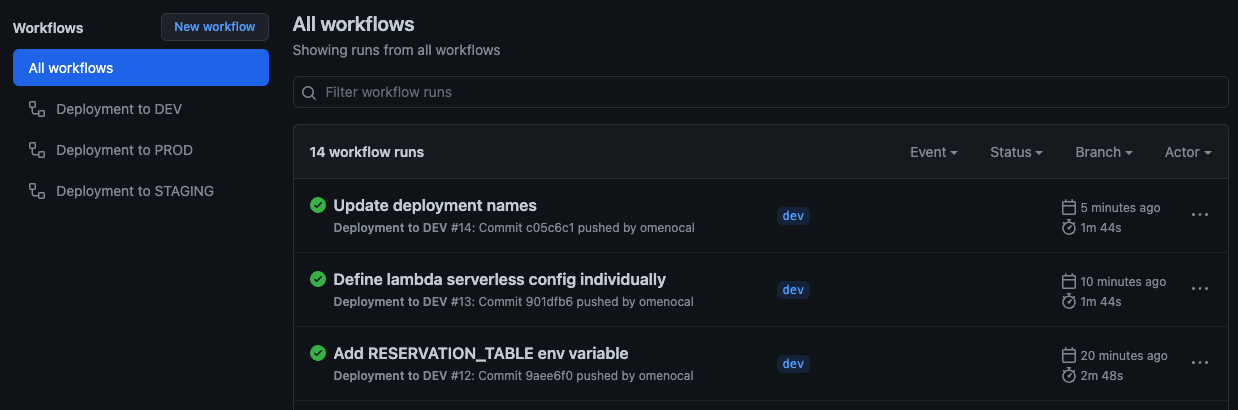 Workflows
New workflow
All workflows
Deployment to DEV
Deployment to PROD
Deployment to STAGING
All workflows
Showing runs from all workflows
Filter workflow runs
14 workflow runs
Event
Status
Branch
Actor
Update deployment names
Deployment to DEV #14: Commit c05c6c1 pushed by omenocal
dev
5 minutes ago
1m 44s
Define lambda serverless config individually
Deployment to DEV #13: Commit 901dfb6 pushed by omenocal
dev
10 minutes ago
1m 44s
Add RESERVATION_TABLE env variable
Deployment to DEV #12: Commit 9aee6f0 pushed by omenocal
dev
20 minutes ago
2m 48s